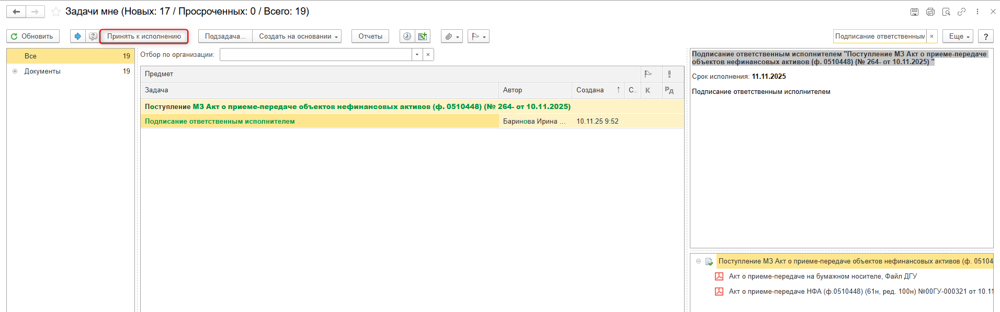 Задачи мне (Новых: 17 / Просроченных: 0 / Всего: 19)
Обновить
?
Принять к исполнению
Подзадача...
Создать на основании
Отчеты
Подписание ответственным
×
Еще
?
Все 19
Документы 19
Отбор по организации:
×
Предмет
Задача Автор Создана ↑ С.. К Рд
Поступление МЗ Акт о приеме-передаче объектов нефинансовых активов (ф. 0510448) (№ 264- от 10.11.2025)
Подписание ответственным исполнителем Баринова Ирина ... 10.11.25 9:52
Подписание ответственным исполнителем "Поступление МЗ Акт о приеме-передаче
объектов нефинансовых активов (ф. 0510448) (№ 264- от 10.11.2025) "
Срок исполнения: 11.11.2025
Подписание ответственным исполнителем
Поступление МЗ Акт о приеме-передаче объектов нефинансовых активов (ф. 05104
Акт о приеме-передаче на бумажном носителе, Файл ДГУ
Акт о приеме-передаче НФА (ф.0510448) (61н, ред. 100н) №00ГУ-000321 от 10.11